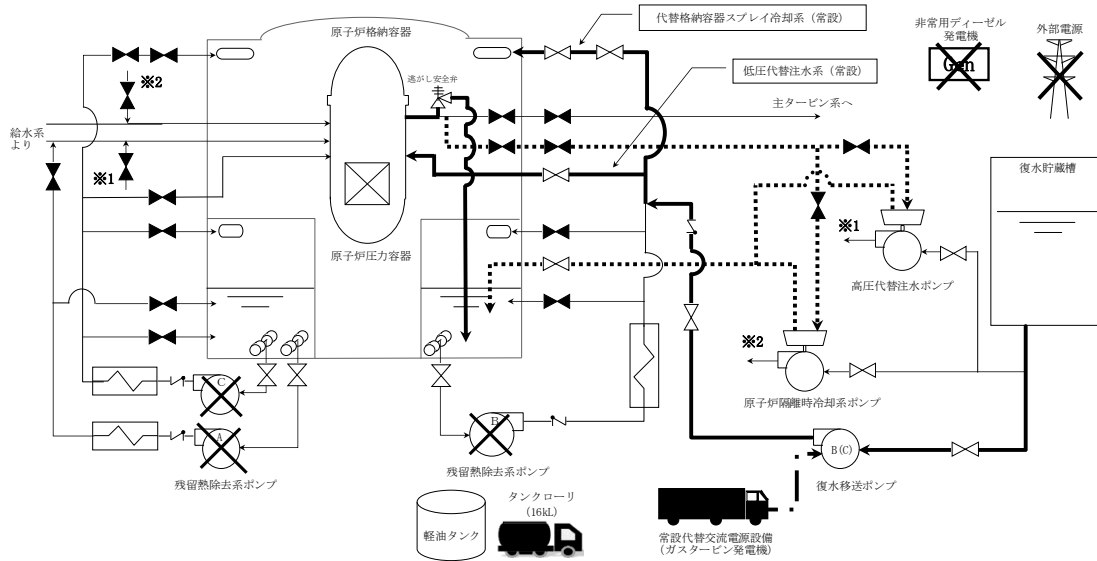 代替格納容器スプレイ冷却系（常設）
低圧代替注水系（常設）
非常用ディーゼル
発電機
Gen
外部電源
原子炉格納容器
逃がし安全弁
※2
主タービン系へ
給水系
より
※1
復水貯蔵槽
原子炉圧力容器
※1
高圧代替注水ポンプ
※2
原子炉隔離時冷却系ポンプ
C
A
残留熱除去系ポンプ
B
残留熱除去系ポンプ
B(C)
復水移送ポンプ
軽油タンク
タンクローリ
（16kL）
常設代替交流電源設備
（ガスタービン発電機）